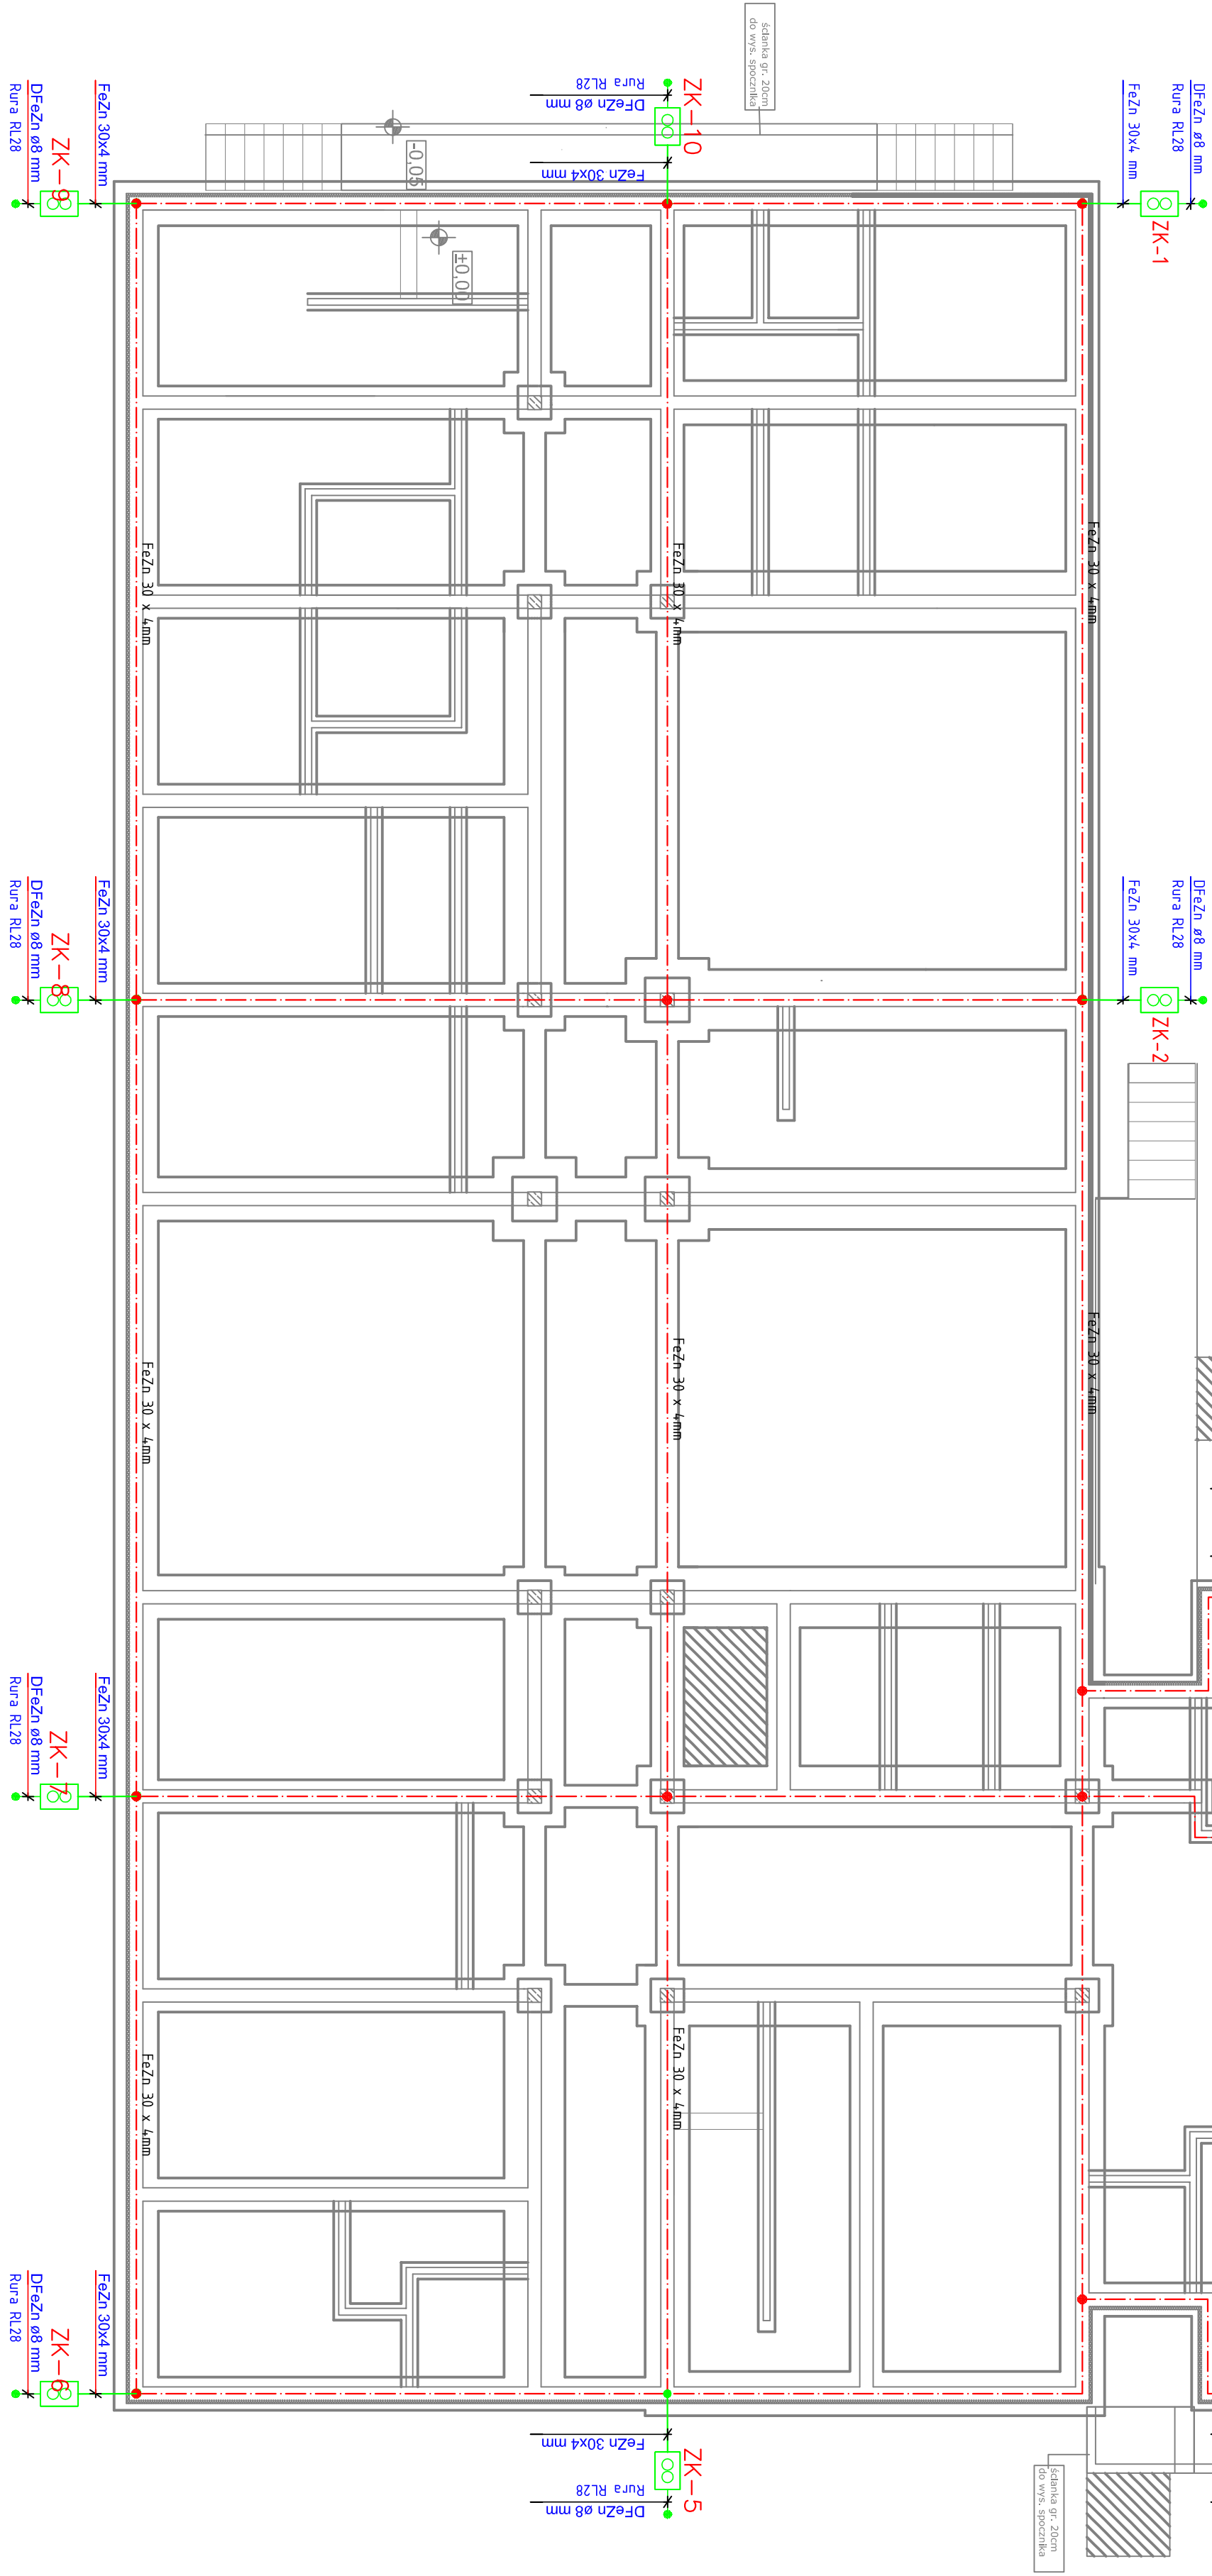 ścianka gr. 20cm
do wys. spocznika
DFeZn ø8 mm
Rura RL28
FeZn 30x4 mm
ZK-1
ZK-10
Rura RL28
DFeZn ø8 mm
FeZn 30x4 mm
FeZn 30x4 mm
ZK-9
DFeZn ø8 mm
Rura RL28
-0,05
±0,00
FeZn 30 x 4mm
FeZn 30 x 4mm
FeZn 30 x 4mm
DFeZn ø8 mm
Rura RL28
FeZn 30x4 mm
ZK-2
FeZn 30x4 mm
ZK-8
DFeZn ø8 mm
Rura RL28
FeZn 30 x 4mm
FeZn 30 x 4mm
FeZn 30 x 4mm
FeZn 30x4 mm
ZK-7
DFeZn ø8 mm
Rura RL28
FeZn 30 x 4mm
FeZn 30 x 4mm
FeZn 30x4 mm
ZK-6
DFeZn ø8 mm
Rura RL28
FeZn 30x4 mm
ZK-5
Rura RL28
DFeZn ø8 mm
ścianka gr. 20cm
do wys. spocznika